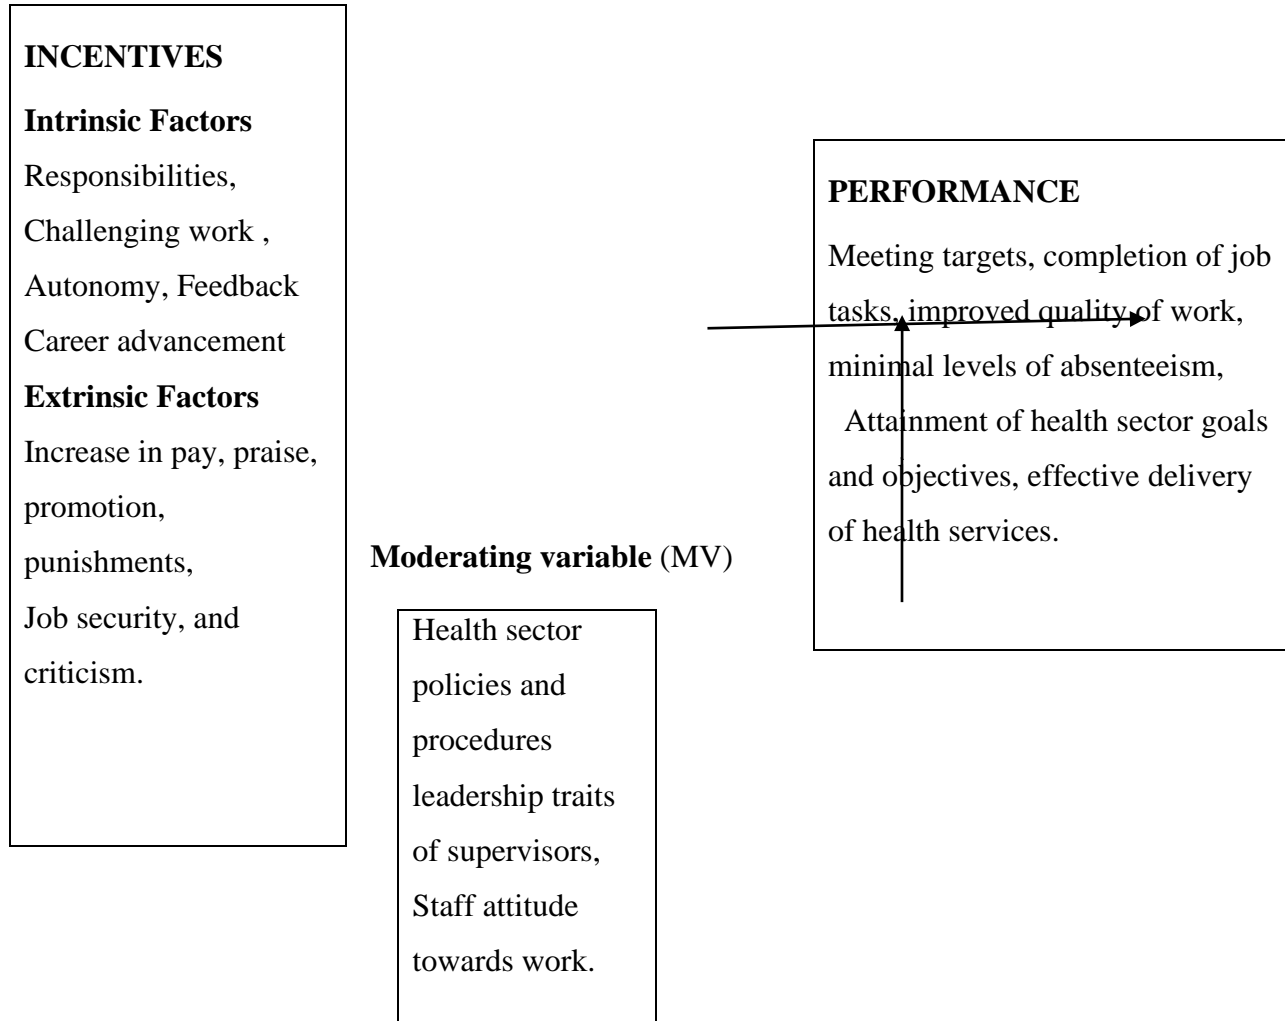 INCENTIVES
Intrinsic Factors
Responsibilities,
Challenging work ,
Autonomy, Feedback
Career advancement
Extrinsic Factors
Increase in pay, praise,
promotion,
punishments,
Job security, and
criticism.
PERFORMANCE
Meeting targets, completion of job
tasks, improved quality of work,
minimal levels of absenteeism,
Attainment of health sector goals
and objectives, effective delivery
of health services.
Moderating variable (MV)
Health sector
policies and
procedures
leadership traits
of supervisors,
Staff attitude
towards work.